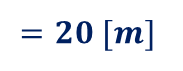 = 20 [m]